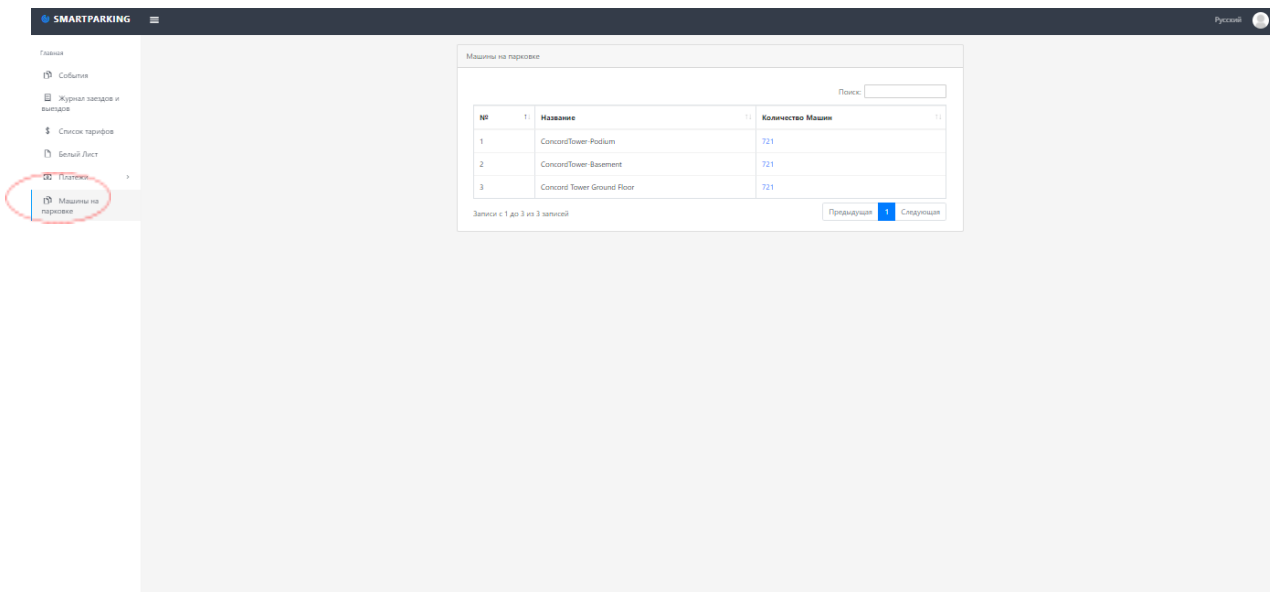 SMARTPARKING
Русский
Главная
События
Журнал заездов и
выездов
Список тарифов
Белый Лист
Платежи
Машины на
парковке
Машины на парковке
Поиск:
№ Название Количество Машин
1 ConcordTower-Podium 721
2 ConcordTower-Basement 721
3 Concord Tower Ground Floor 721
Записи с 1 до 3 из 3 записей
Предыдущая 1 Следующая